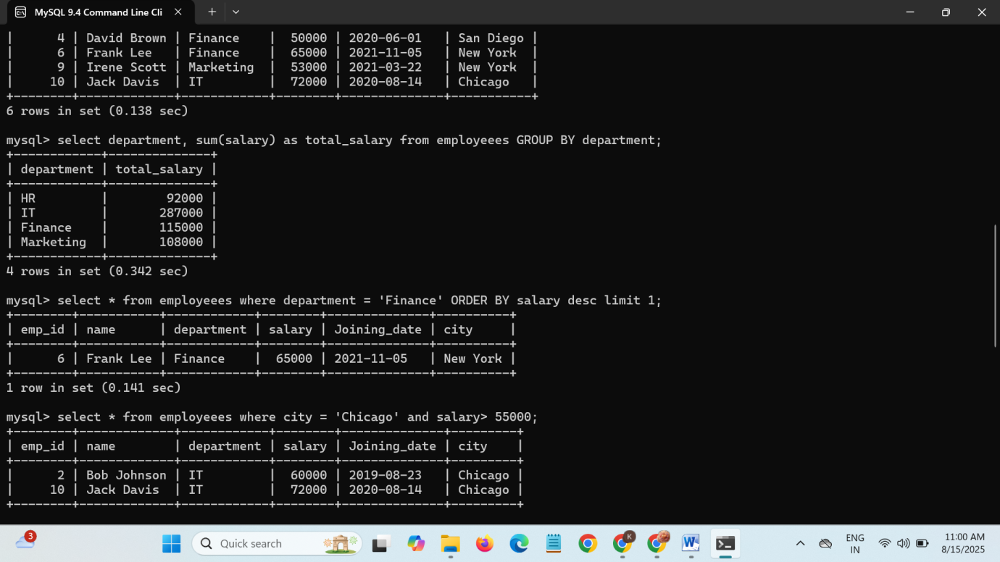 MySQL 9.4 Command Line Cli
|      4 | David Brown | Finance    |  50000 | 2020-06-01   | San Diego |
|      6 | Frank Lee   | Finance    |  65000 | 2021-11-05   | New York  |
|      9 | Irene Scott | Marketing  |  53000 | 2021-03-22   | New York  |
|     10 | Jack Davis  | IT         |  72000 | 2020-08-14   | Chicago   |
+--------+-------------+------------+--------+--------------+-----------+
6 rows in set (0.138 sec)
mysql> select department, sum(salary) as total_salary from employeees GROUP BY department;
+------------+--------------+
| department | total_salary |
+------------+--------------+
| HR         |        92000 |
| IT         |       287000 |
| Finance    |       115000 |
| Marketing  |       108000 |
+------------+--------------+
4 rows in set (0.342 sec)
mysql> select * from employeees where department = 'Finance' ORDER BY salary desc limit 1;
+--------+-----------+------------+--------+--------------+----------+
| emp_id | name      | department | salary | Joining_date | city     |
+--------+-----------+------------+--------+--------------+----------+
|      6 | Frank Lee | Finance    |  65000 | 2021-11-05   | New York |
+--------+-----------+------------+--------+--------------+----------+
1 row in set (0.141 sec)
mysql> select * from employeees where city = 'Chicago' and salary> 55000;
+--------+-------------+------------+--------+--------------+---------+
| emp_id | name        | department | salary | Joining_date | city    |
+--------+-------------+------------+--------+--------------+---------+
|      2 | Bob Johnson | IT         |  60000 | 2019-08-23   | Chicago |
|     10 | Jack Davis  | IT         |  72000 | 2020-08-14   | Chicago |
+--------+-------------+------------+--------+--------------+---------+
3
Quick search
K
ENG
IN
11:00 AM
8/15/2025